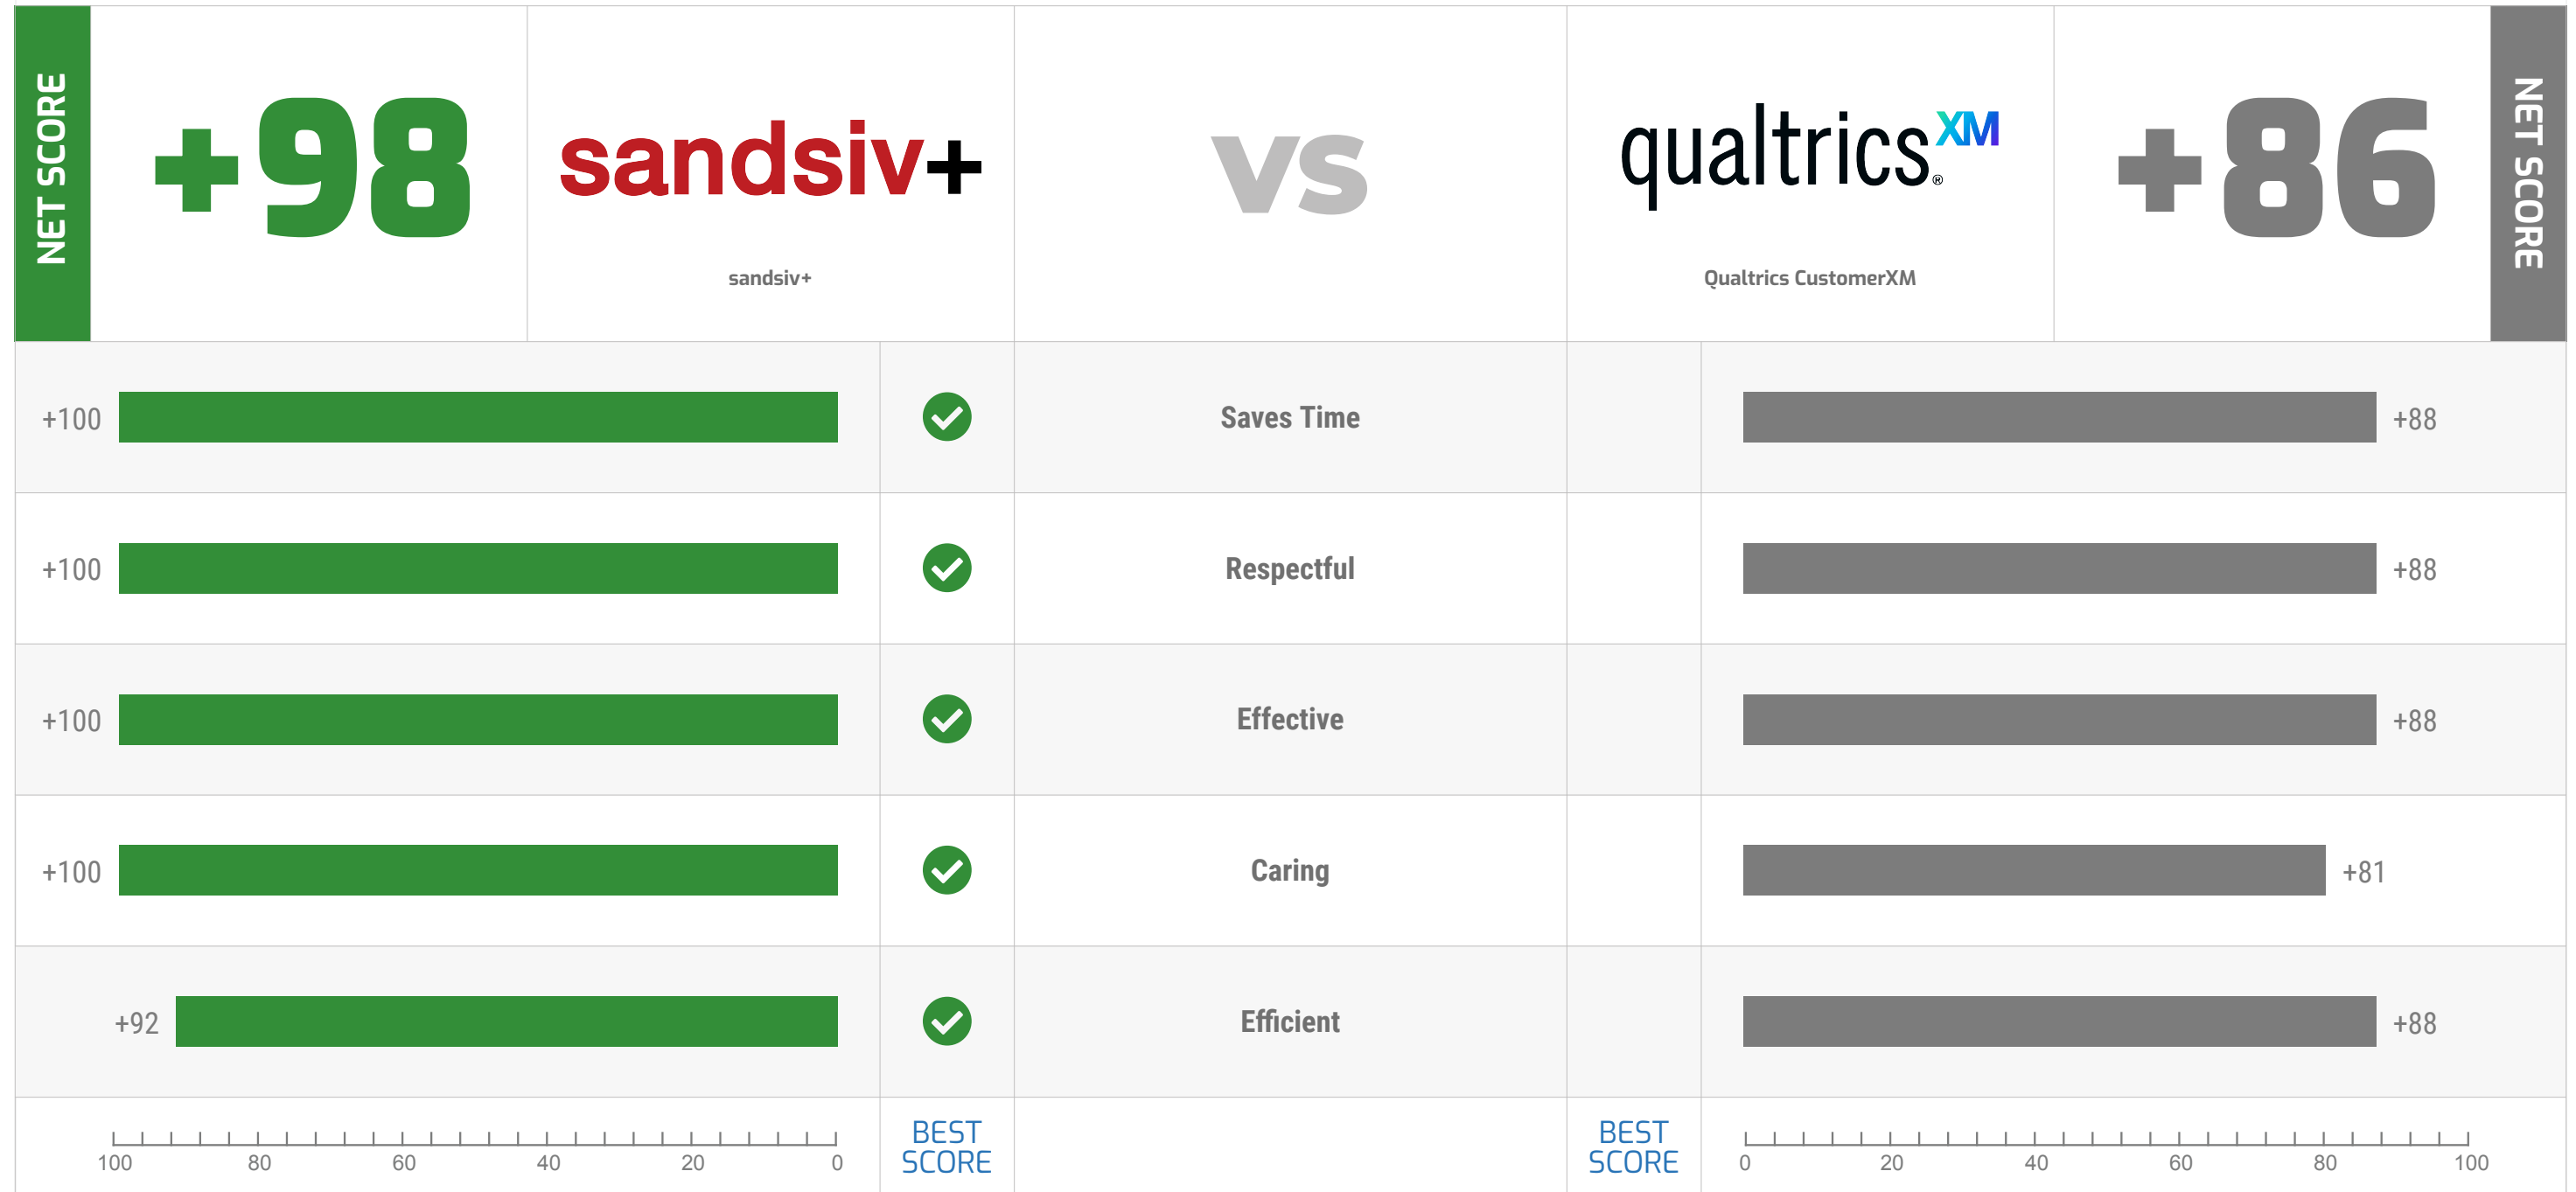 NET SCORE
+98
sandsiv+
sandsiv+
vs
qualtrics.XM
®
Qualtrics CustomerXM
+86
NET SCORE
+100
Saves Time
+88
+100
Respectful
+88
+100
Effective
+88
+100
Caring
+81
+92
Efficient
+88
100 80 60 40 20 0
BEST
SCORE
BEST
SCORE
0 20 40 60 80 100